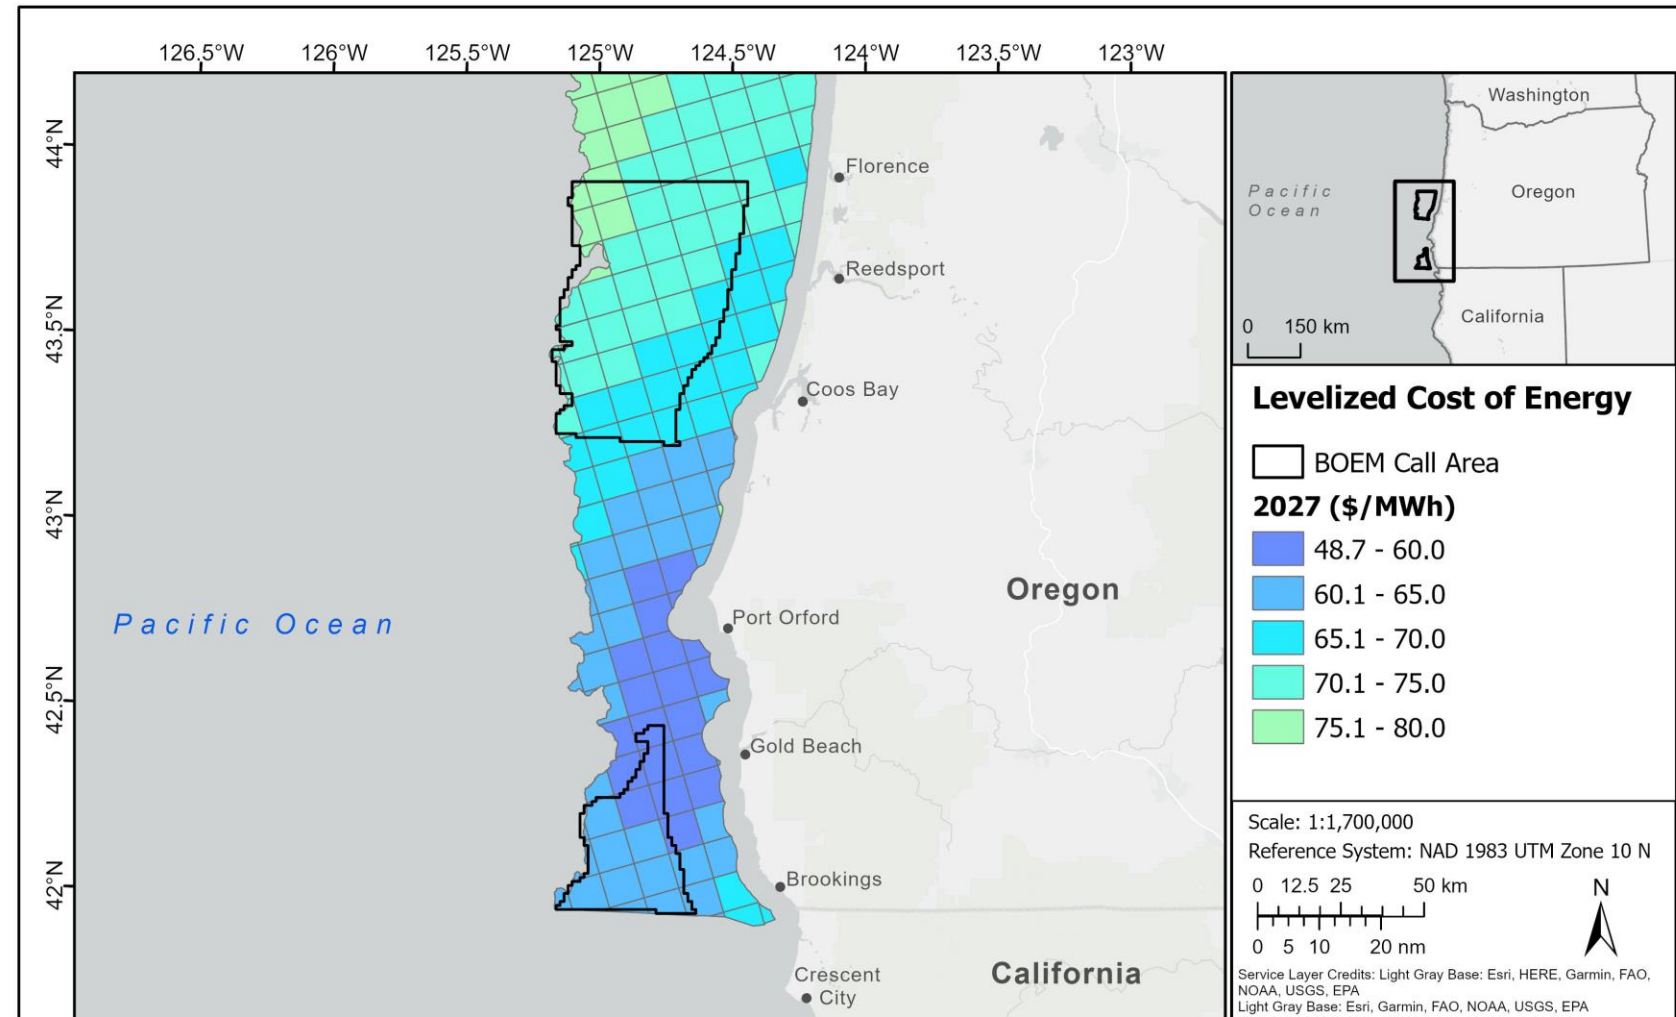 126.5°W 126°W 125.5°W 125°W 124.5°W 124°W 123.5°W 123°W
44°N
43.5°N
43°N
42.5°N
42°N
Florence
Reedsport
Coos Bay
Port Orford
Gold Beach
Brookings
Crescent
City
Oregon
California
Pacific Ocean
Washington
Oregon
California
Pacific
Ocean
0 150 km
Levelized Cost of Energy
BOEM Call Area
2027 ($/MWh)
48.7 - 60.0
60.1 - 65.0
65.1 - 70.0
70.1 - 75.0
75.1 - 80.0
Scale: 1:1,700,000
Reference System: NAD 1983 UTM Zone 10 N
0 12.5 25 50 km
0 5 10 20 nm
N
Service Layer Credits: Light Gray Base: Esri, HERE, Garmin, FAO,
NOAA, USGS, EPA
Light Gray Base: Esri, Garmin, FAO, NOAA, USGS, EPA